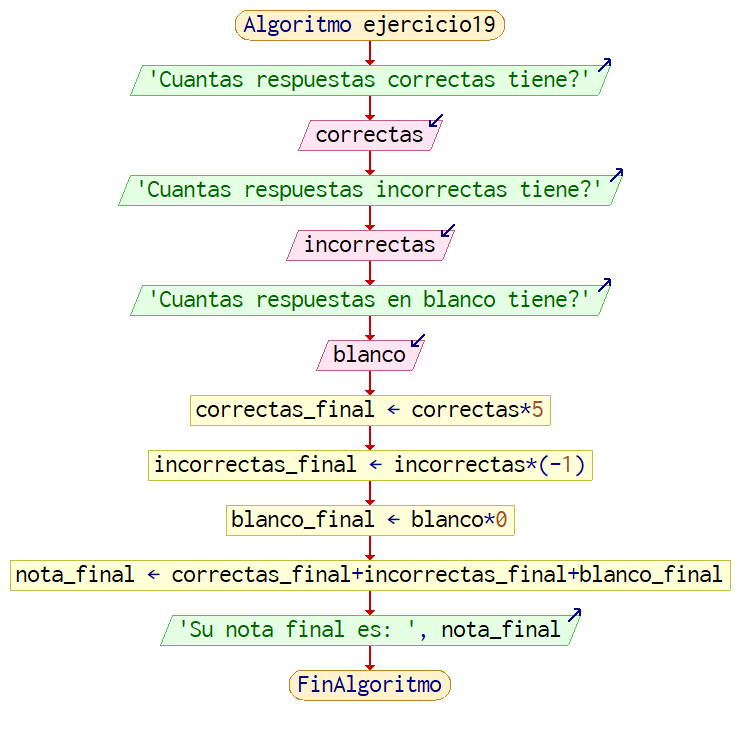 Algoritmo ejercicio19
'Cuantas respuestas correctas tiene?'
correctas
'Cuantas respuestas incorrectas tiene?'
incorrectas
'Cuantas respuestas en blanco tiene?'
blanco
correctas_final ← correctas*5
incorrectas_final ← incorrectas*(-1)
blanco_final ← blanco*0
nota_final ← correctas_final+incorrectas_final+blanco_final
'Su nota final es: ', nota_final
FinAlgoritmo